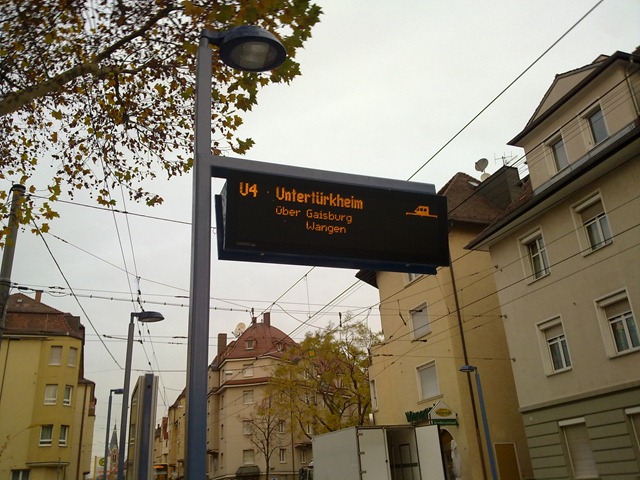 U4 Untertürkheim
über Gaisburg
Wangen